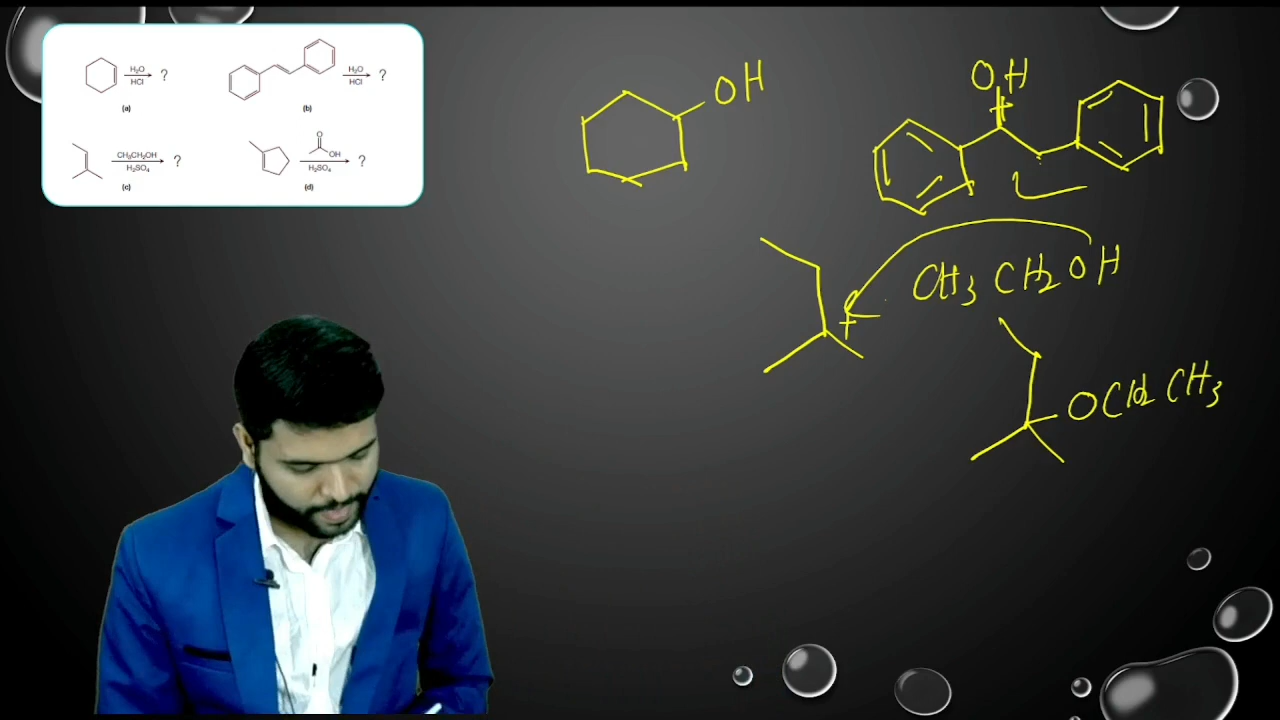 H₂O
HCl
?
(a)
H₂O
HCl
?
(b)
CH₃CH₂OH
H₂SO₄
?
(c)
O
OH
H₂SO₄
?
(d)
OH
OH
+
CH₃ CH₂ OH
+
OCH₂ CH₃